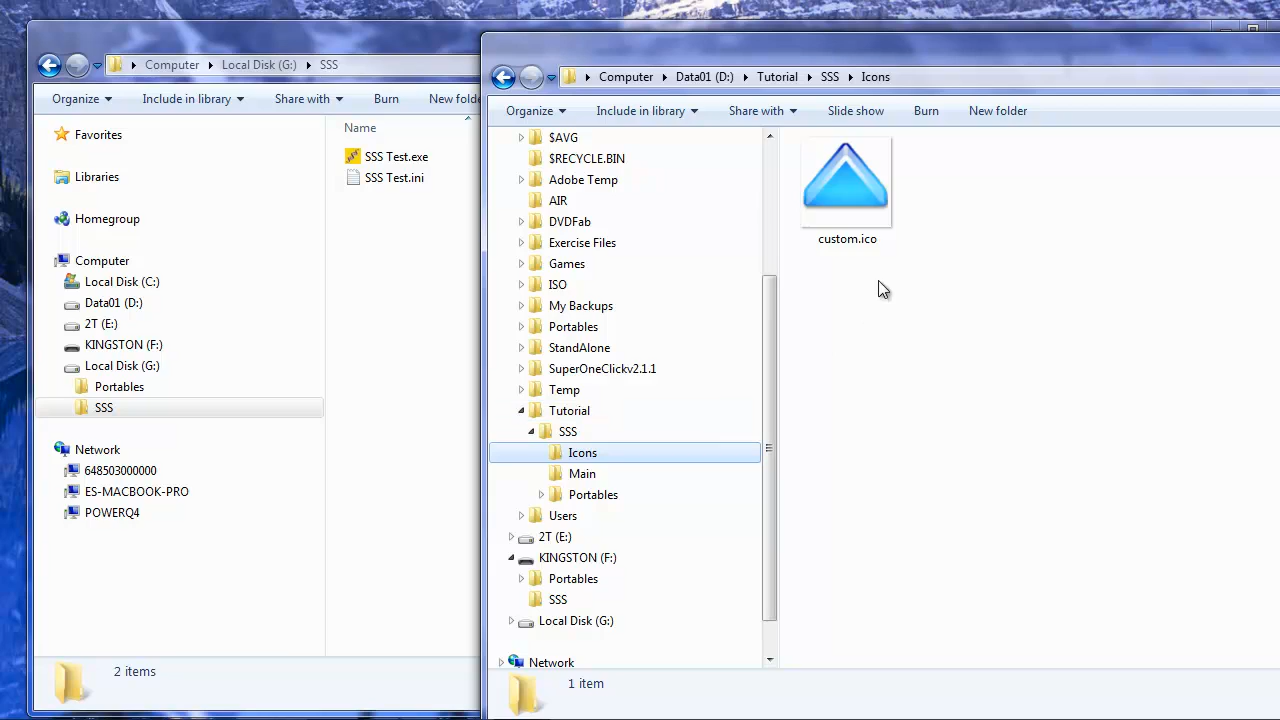 Computer Local Disk (G:) SSS
Organize Include in library Share with Burn New folde
Favorites
Libraries
Homegroup
Computer
Local Disk (C:)
Data01 (D:)
2T (E:)
KINGSTON (F:)
Local Disk (G:)
Portables
SSS
Network
648503000000
ES-MACBOOK-PRO
POWERQ4
Name
SSS Test.exe
SSS Test.ini
2 items
Computer Data01 (D:) Tutorial SSS Icons
Organize Include in library Share with Slide show Burn New folder
$AVG
$RECYCLE.BIN
Adobe Temp
AIR
DVDFab
Exercise Files
Games
ISO
My Backups
Portables
StandAlone
SuperOneClickv2.1.1
Temp
Tutorial
SSS
Icons
Main
Portables
Users
2T (E:)
KINGSTON (F:)
Portables
SSS
Local Disk (G:)
Network
custom.ico
1 item